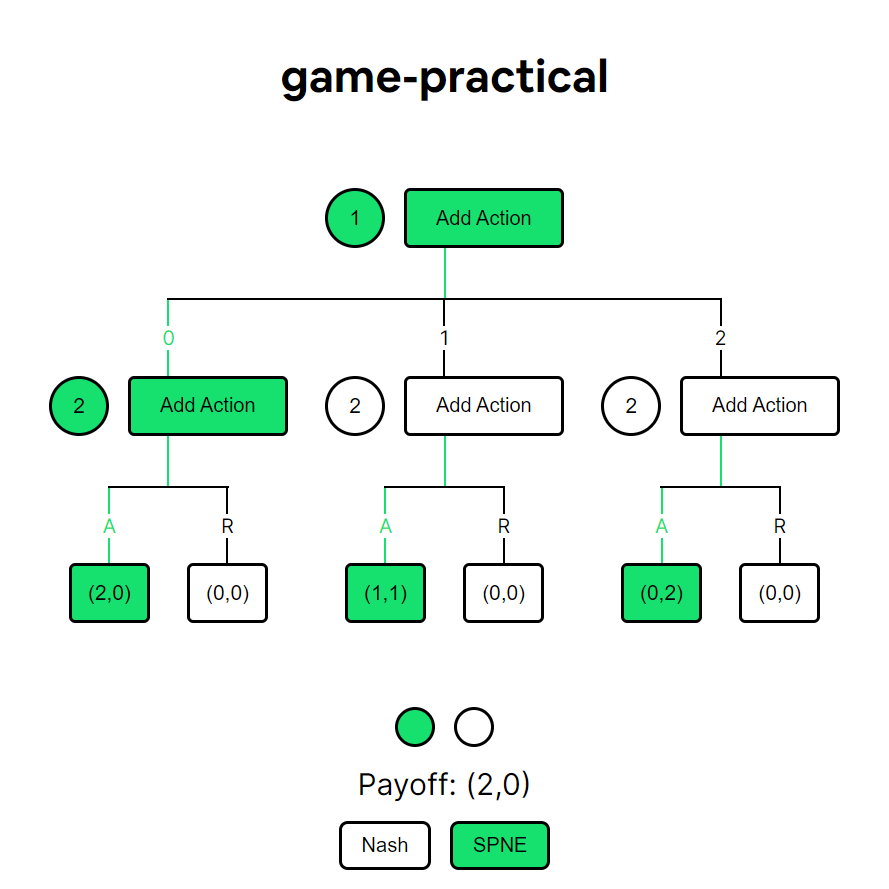 game-practical
1 Add Action
0 1 2
2 Add Action 2 Add Action 2 Add Action
A R A R A R
(2,0) (0,0) (1,1) (0,0) (0,2) (0,0)
Payoff: (2,0)
Nash SPNE